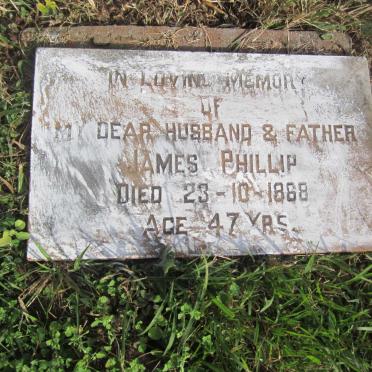 IN LOVING MEMORY
OF
MY DEAR HUSBAND & FATHER
JAMES PHILLIP
DIED 23-10-1868
AGE 47 YRS.